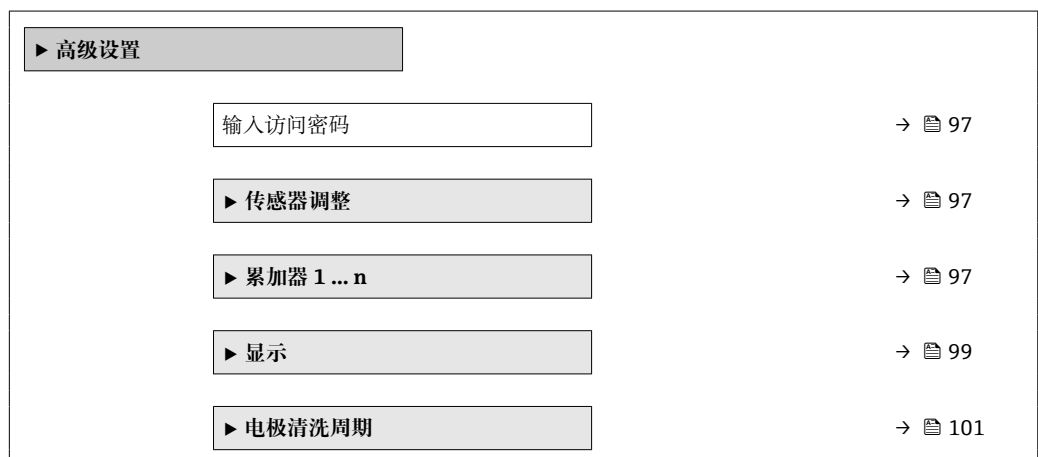 ▶ 高级设置
输入访问密码 → 97
▶ 传感器调整 → 97
▶ 累加器 1 … n → 97
▶ 显示 → 99
▶ 电极清洗周期 → 101